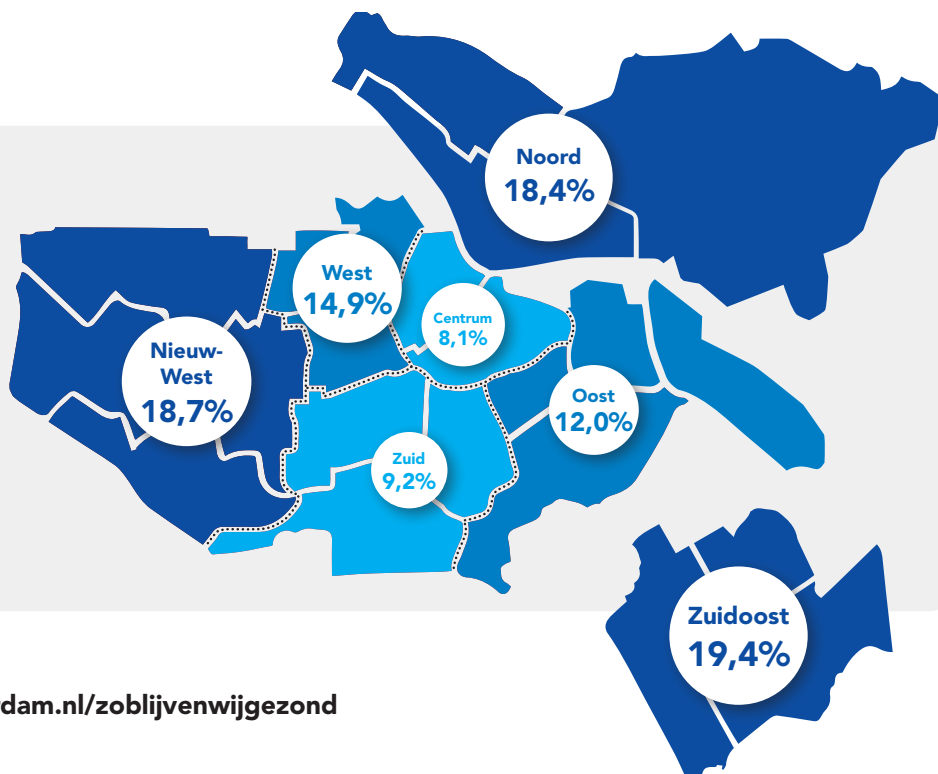 Noord
18,4%
West
14,9%
Centrum
8,1%
Nieuw-
West
18,7%
Oost
12,0%
Zuid
9,2%
Zuidoost
19,4%
dam.nl/zoblijvenwijgezond